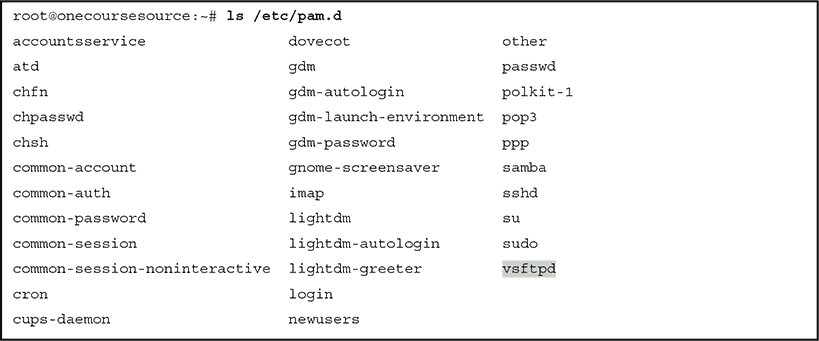 root@onecoursesource:~# ls /etc/pam.d
accountsservice dovecot other
atd gdm passwd
chfn gdm-autologin polkit-1
chpasswd gdm-launch-environment pop3
chsh gdm-password ppp
common-account gnome-screensaver samba
common-auth imap sshd
common-password lightdm su
common-session lightdm-autologin sudo
common-session-noninteractive lightdm-greeter vsftpd
cron login
cups-daemon newusers